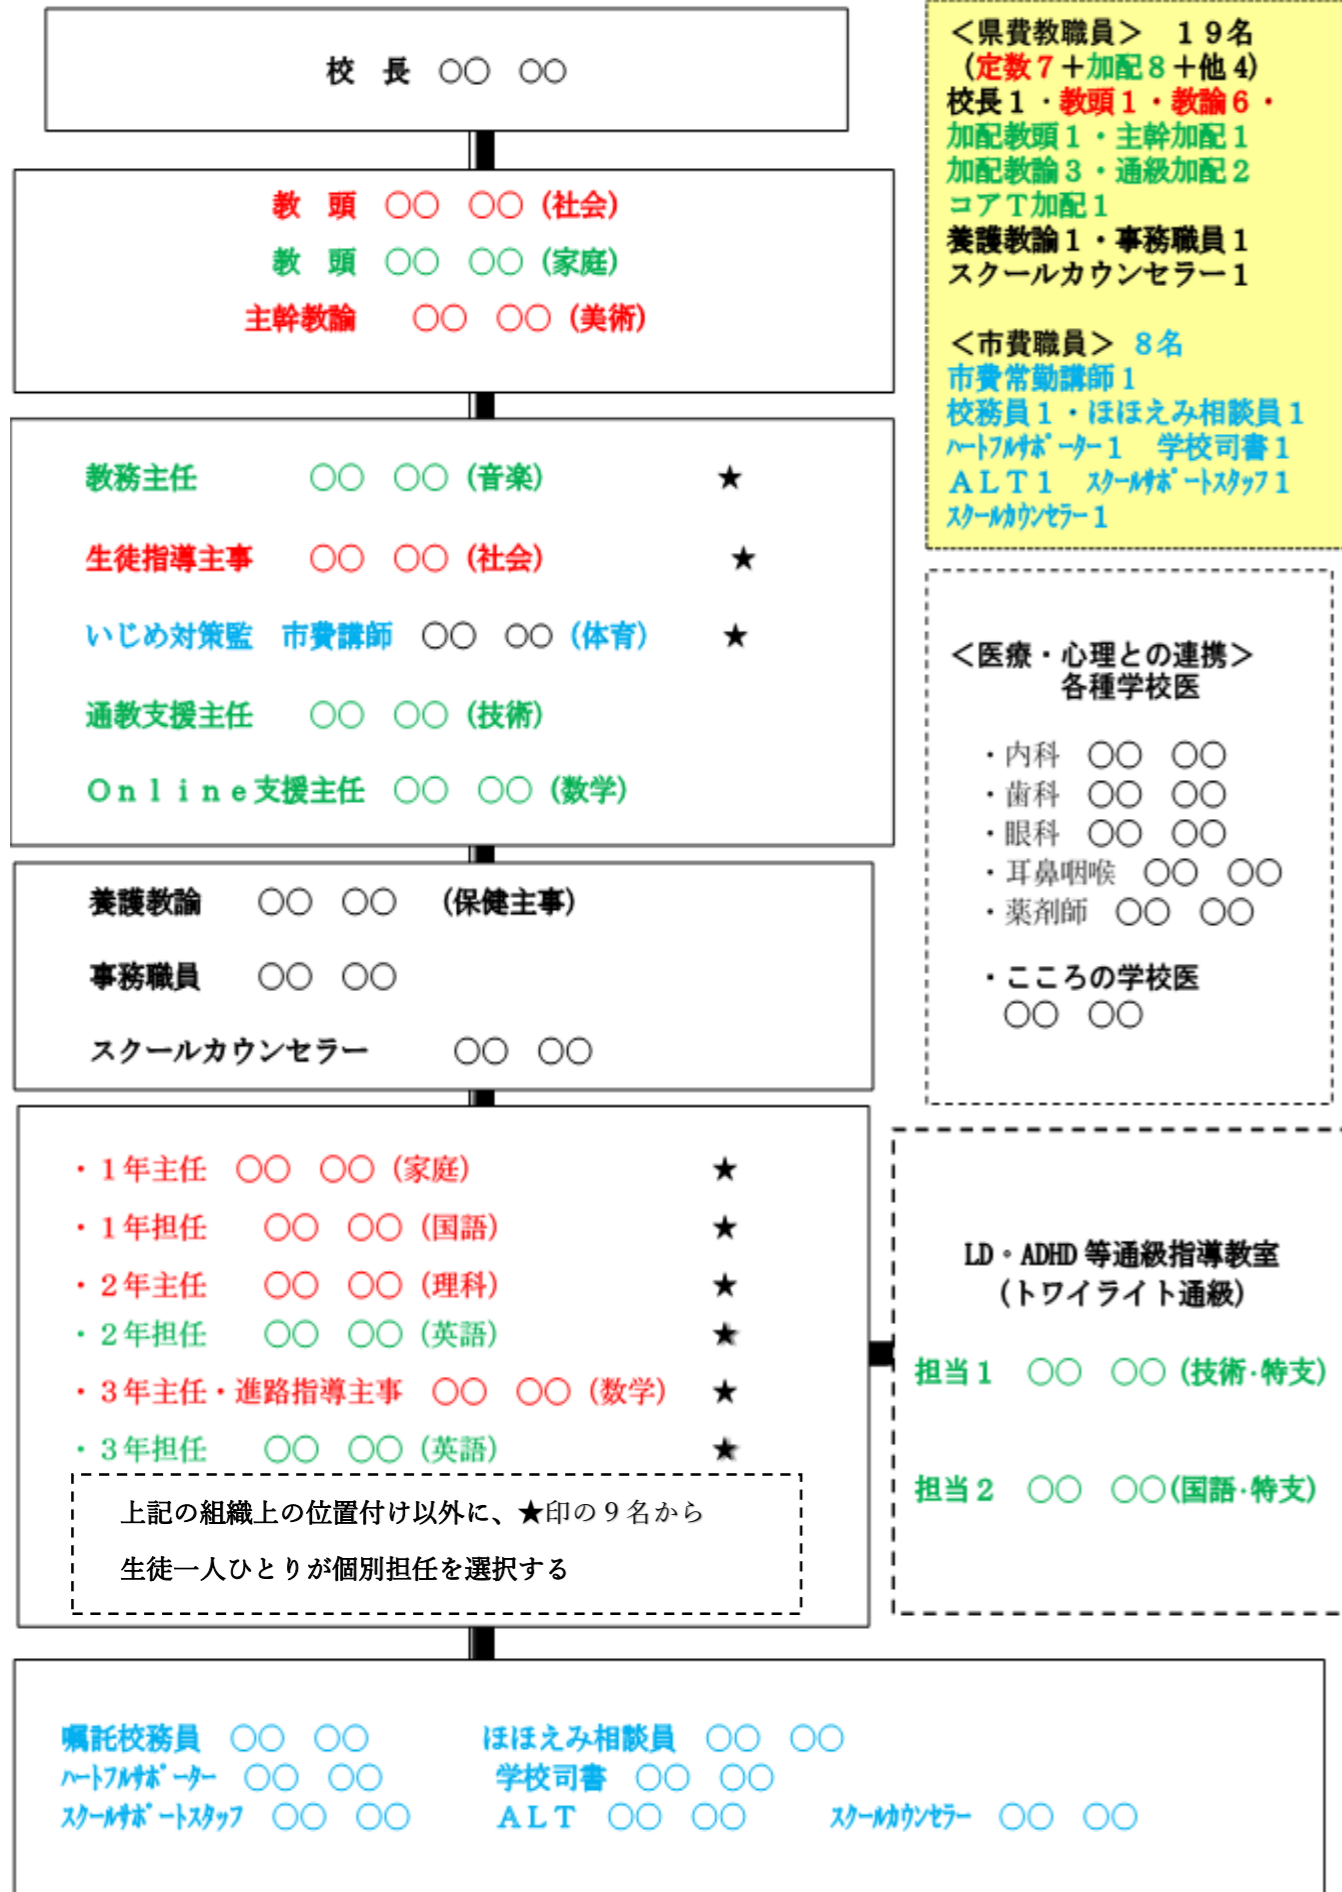 校　長　〇〇　〇〇
教　頭　〇〇　〇〇（社会）
教　頭　〇〇　〇〇（家庭）
主幹教諭　　〇〇　〇〇（美術）
教務主任　　　　〇〇　〇〇（音楽）　★
生徒指導主事　　〇〇　〇〇（社会）　★
いじめ対策監　市費講師　〇〇　〇〇（体育）　★
通教支援主任　　〇〇　〇〇（技術）
Ｏｎｌｉｎｅ支援主任　〇〇　〇〇（数学）
養護教諭　　〇〇　〇〇　（保健主事）
事務職員　　〇〇　〇〇
スクールカウンセラー　　　〇〇　〇〇
・１年主任　〇〇　〇〇（家庭）　★
・１年担任　　〇〇　〇〇（国語）　★
・２年主任　　〇〇　〇〇（理科）　★
・２年担任　　〇〇　〇〇（英語）　★
・３年主任・進路指導主事　〇〇　〇〇（数学）　★
・３年担任　　〇〇　〇〇（英語）　★
上記の組織上の位置付け以外に、★印の９名から
生徒一人ひとりが個別担任を選択する
嘱託校務員　〇〇　〇〇　　　　ほほえみ相談員　〇〇　〇〇
ﾊｰﾄﾌﾙｻﾎﾟｰﾀｰ　〇〇　〇〇　　　　学校司書　〇〇　〇〇
ｽｸｰﾙｻﾎﾟｰﾄｽﾀｯﾌ　〇〇　〇〇　　　ＡＬＴ　〇〇　〇〇　　　ｽｸｰﾙｶｳﾝｾﾗｰ　〇〇　〇〇
＜県費教職員＞　１９名
（定数７＋加配８＋他４）
校長１・教頭１・教諭６・
加配教頭１・主幹加配１
加配教諭３・通級加配２
コアＴ加配１
養護教諭１・事務職員１
スクールカウンセラー１
＜市費職員＞　８名
市費常勤講師１
校務員１・ほほえみ相談員１
ﾊｰﾄﾌﾙｻﾎﾟｰﾀｰ１　学校司書１
ＡＬＴ１　ｽｸｰﾙｻﾎﾟｰﾄｽﾀｯﾌ１
ｽｸｰﾙｶｳﾝｾﾗｰ１
＜医療・心理との連携＞
各種学校医
・内科　〇〇　〇〇
・歯科　〇〇　〇〇
・眼科　〇〇　〇〇
・耳鼻咽喉　〇〇　〇〇
・薬剤師　〇〇　〇〇
・こころの学校医
〇〇　〇〇
LD・ADHD等通級指導教室
（トワイライト通級）
担当１　〇〇　〇〇（技術・特支）
担当２　〇〇　〇〇（国語・特支）